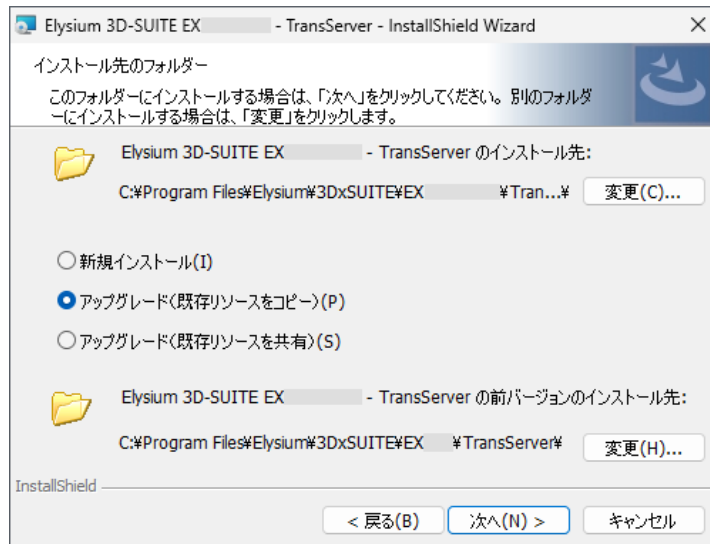 Elysium 3D-SUITE EX - TransServer - InstallShield Wizard
インストール先のフォルダー
このフォルダーにインストールする場合は、「次へ」をクリックしてください。別のフォルダ
ーにインストールする場合は、「変更」をクリックします。
Elysium 3D-SUITE EX - TransServer のインストール先:
C:¥Program Files¥Elysium¥3DxSUITE¥EX ¥Tran...¥ 変更(C)...
新規インストール(I)
アップグレード(既存リソースをコピー)(P)
アップグレード(既存リソースを共有)(S)
Elysium 3D-SUITE EX - TransServer の前バージョンのインストール先:
C:¥Program Files¥Elysium¥3DxSUITE¥EX ¥TransServer¥ 変更(H)...
InstallShield
< 戻る(B) 次へ(N) > キャンセル